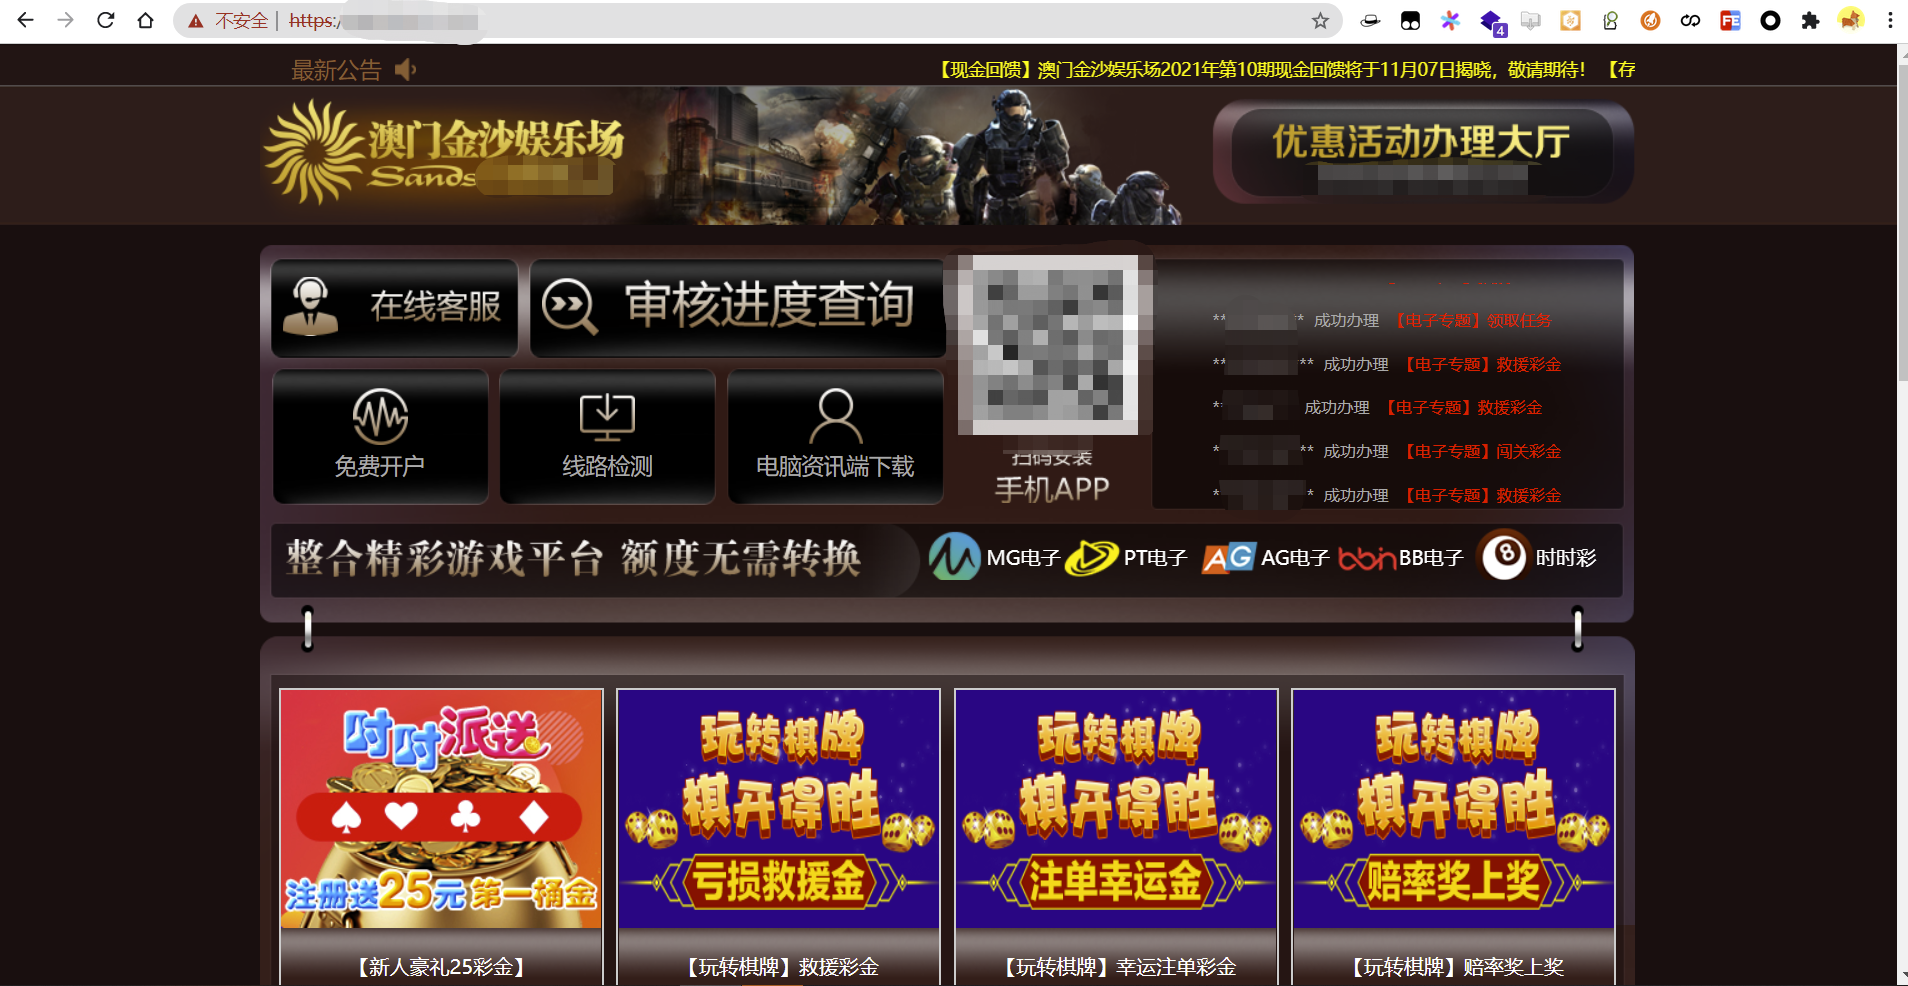 不安全 | https:/
4
FE
最新公告
【现金回馈】澳门金沙娱乐场2021年第10期现金回馈将于11月07日揭晓，敬请期待！ 【存
澳门金沙娱乐场
Sands
优惠活动办理大厅
在线客服
审核进度查询
免费开户
线路检测
电脑资讯端下载
扫码安装
手机APP
** ** 成功办理 【电子专题】领取任务
** ** 成功办理 【电子专题】救援彩金
* 成功办理 【电子专题】救援彩金
* ** 成功办理 【电子专题】闯关彩金
* * 成功办理 【电子专题】救援彩金
整合精彩游戏平台 额度无需转换
MG电子
PT电子
AG AG电子
bbin BB电子
8 时时彩
时时派送
注册送25元 第一桶金
【新人豪礼25彩金】
玩转棋牌
棋开得胜
亏损救援金
【玩转棋牌】救援彩金
玩转棋牌
棋开得胜
注单幸运金
【玩转棋牌】幸运注单彩金
玩转棋牌
棋开得胜
赔率奖上奖
【玩转棋牌】赔率奖上奖